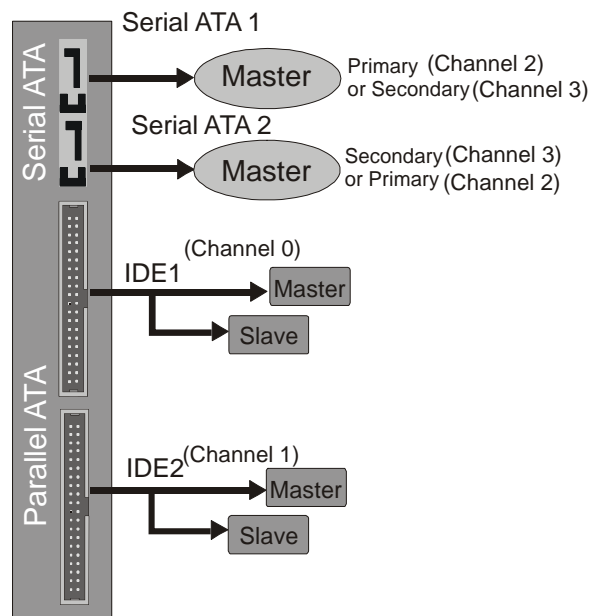 Serial ATA 1
Serial ATA
Master
Primary (Channel 2)
or Secondary (Channel 3)
Serial ATA 2
Master
Secondary (Channel 3)
or Primary (Channel 2)
(Channel 0)
IDE1
Master
Slave
Parallel ATA
IDE2 (Channel 1)
Master
Slave